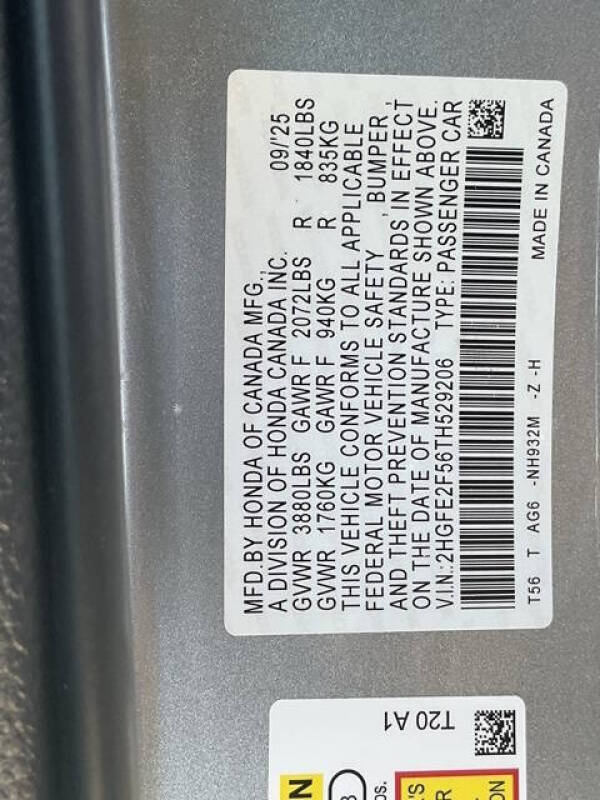 MFD.BY HONDA OF CANADA MFG.,
A DIVISION OF HONDA CANADA INC. 09/'25
GVWR 3880LBS GAWR F 2072LBS R 1840LBS
GVWR 1760KG GAWR F 940KG R 835KG
THIS VEHICLE CONFORMS TO ALL APPLICABLE
FEDERAL MOTOR VEHICLE SAFETY , BUMPER ,
AND THEFT PREVENTION STANDARDS IN EFFECT
ON THE DATE OF MANUFACTURE SHOWN ABOVE.
V.I.N.:2HGFE2F56TH529206 TYPE: PASSENGER CAR
T56 T AG6 -NH932M -Z -H MADE IN CANADA
T20 A1